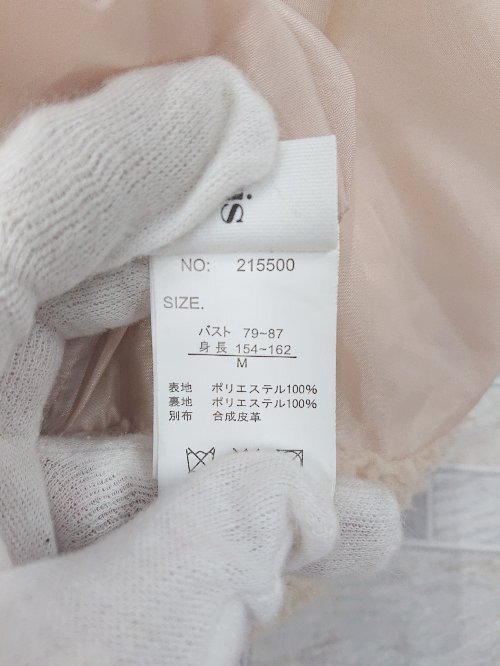 is
NO: 215500
SIZE.
バスト 79~87
身長 154~162
M
表地 ポリエステル100%
裏地 ポリエステル100%
別布 合成皮革